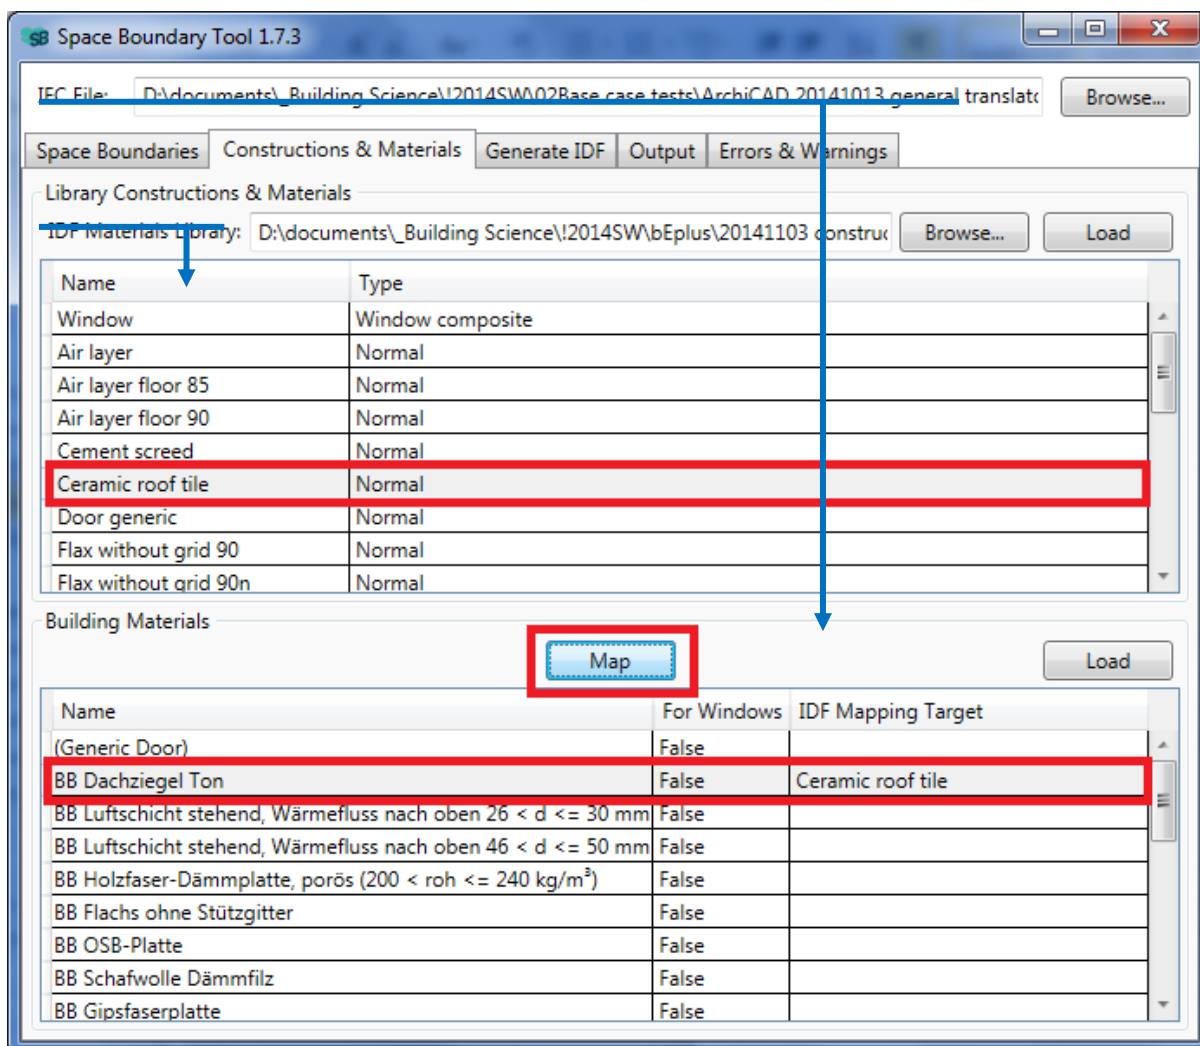 SB Space Boundary Tool 1.7.3
IFC File: D:\documents\_Building Science\!2014SW\02Base case tests\ArchiCAD 20141013 general translatc Browse...
Space Boundaries Constructions & Materials Generate IDF Output Errors & Warnings
Library Constructions & Materials
IDF Materials Library: D:\documents\_Building Science\!2014SW\bEplus\20141103 construc Browse... Load
Name Type
Window Window composite
Air layer Normal
Air layer floor 85 Normal
Air layer floor 90 Normal
Cement screed Normal
Ceramic roof tile Normal
Door generic Normal
Flax without grid 90 Normal
Flax without grid 90n Normal
Building Materials
Map Load
Name For Windows IDF Mapping Target
(Generic Door) False
BB Dachziegel Ton False Ceramic roof tile
BB Luftschicht stehend, Wärmefluss nach oben 26 < d <= 30 mm False
BB Luftschicht stehend, Wärmefluss nach oben 46 < d <= 50 mm False
BB Holzfaser-Dämmplatte, porös (200 < roh <= 240 kg/m³) False
BB Flachs ohne Stützgitter False
BB OSB-Platte False
BB Schafwolle Dämmfilz False
BB Gipsfaserplatte False